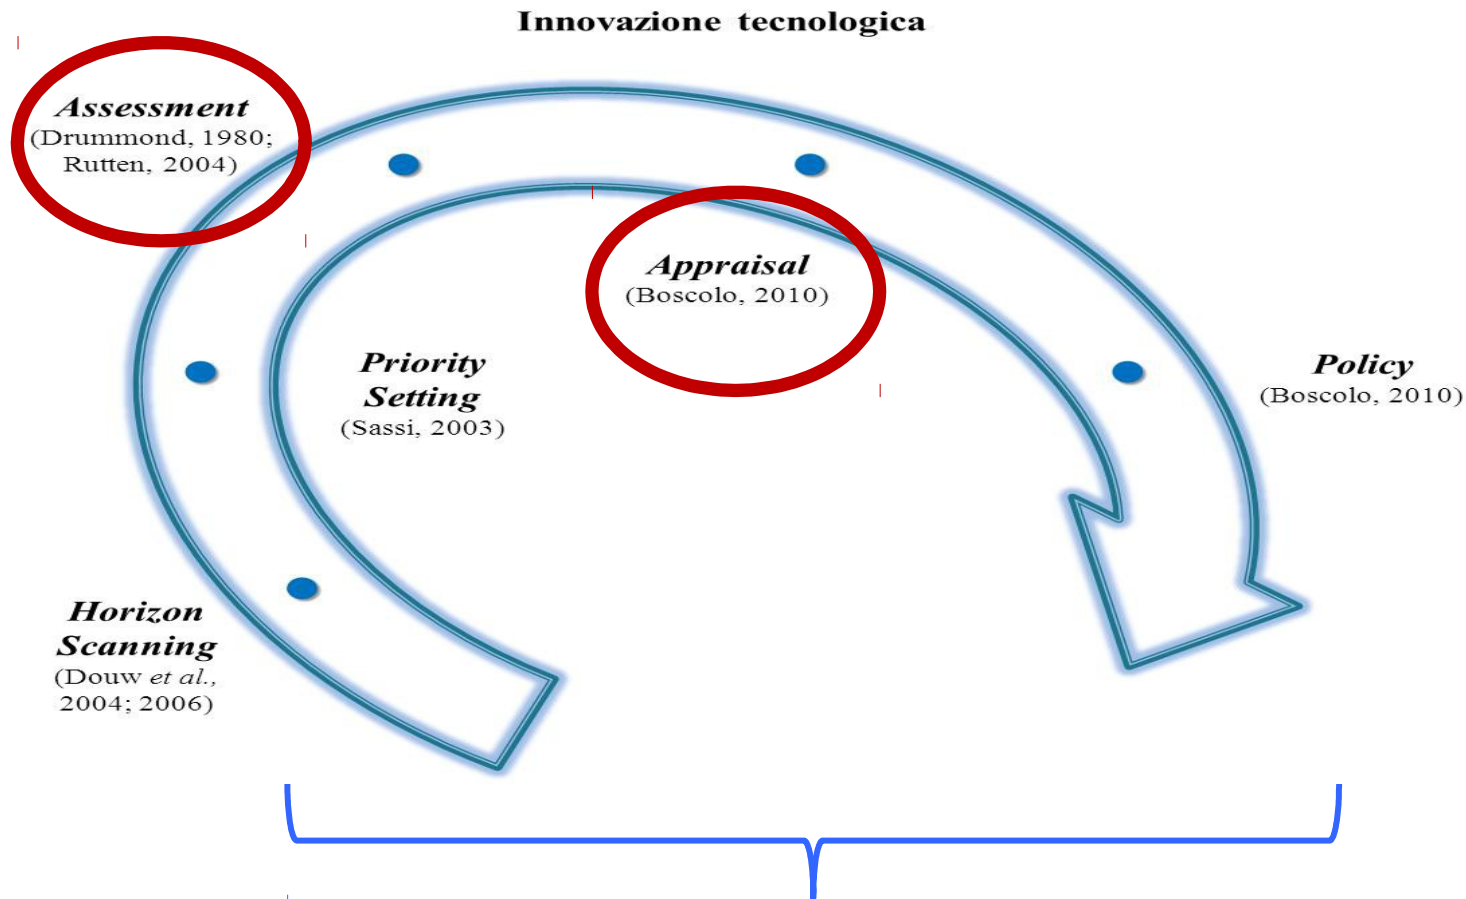 Innovazione tecnologica
Assessment
(Drummond, 1980;
Rutten, 2004)
Appraisal
(Boscolo, 2010)
Priority
Setting
(Sassi, 2003)
Policy
(Boscolo, 2010)
Horizon
Scanning
(Douw et al.,
2004; 2006)